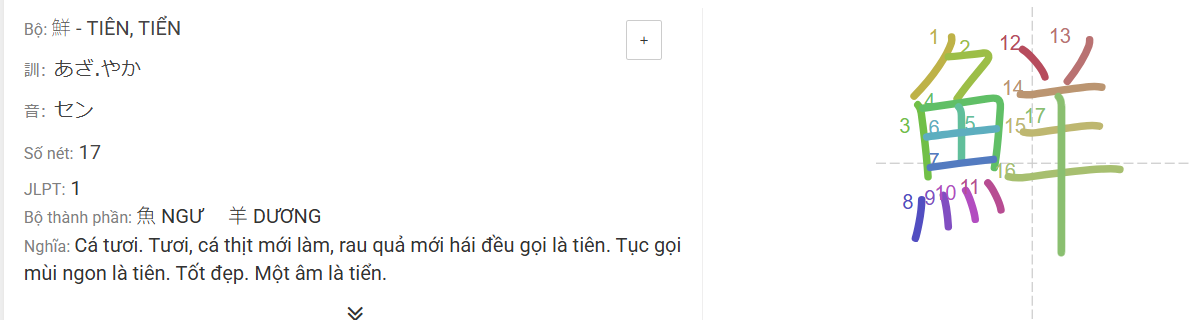 Bộ: 鮮 - TIÊN, TIỂN
+
訓: あざ.やか
音: セン
Số nét: 17
JLPT: 1
Bộ thành phần: 魚 NGƯ 羊 DƯƠNG
Nghĩa: Cá tươi. Tươi, cá thịt mới làm, rau quả mới hái đều gọi là tiên. Tục gọi
mùi ngon là tiên. Tốt đẹp. Một âm là tiển.
鮮
1 2 12 13
4 14
3 6 5 15 17
7 16
8 9 10 11